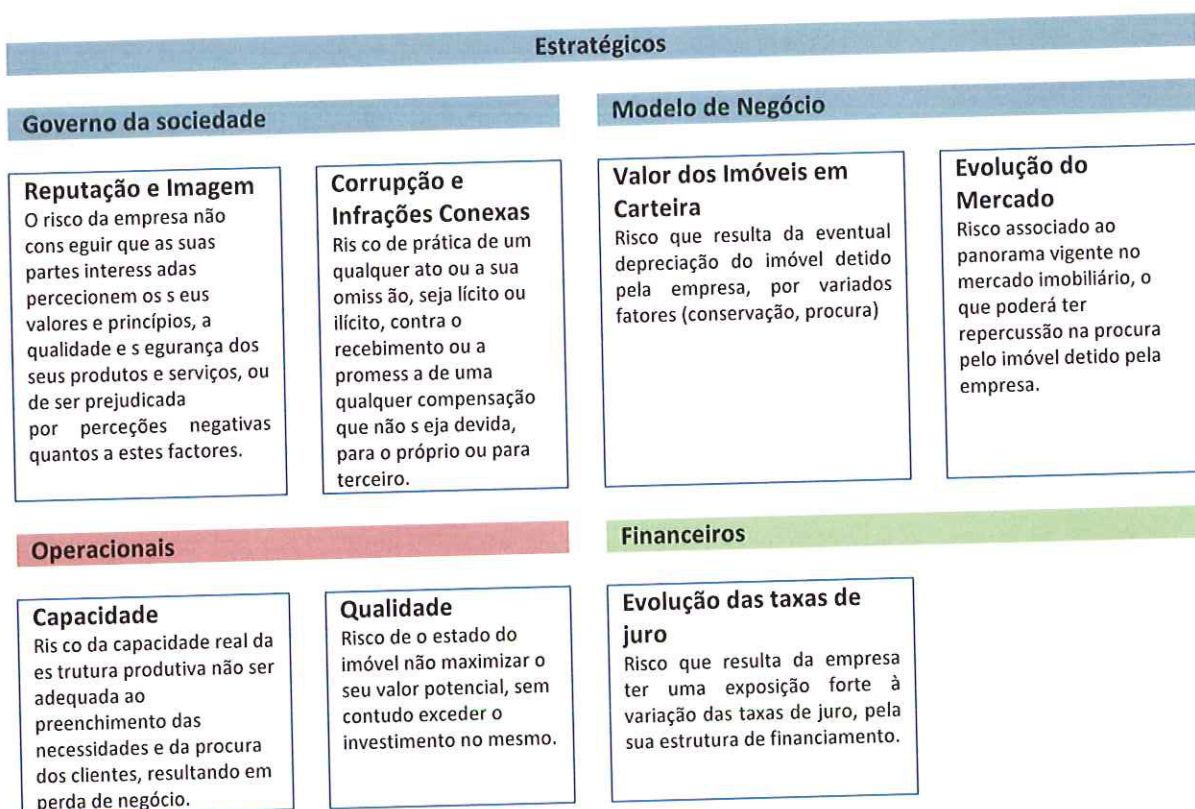 Estratégicos
Governo da sociedade
Modelo de Negócio
Reputação e Imagem
O risco da empresa não
cons eguir que as suas
partes interess adas
percecionem os s eus
valores e princípios, a
qualidade e s egurança dos
seus produtos e serviços, ou
de ser prejudicada
por perceções negativas
quantos a estes factores.
Corrupção e
Infrações Conexas
Ris co de prática de um
qualquer ato ou a sua
omiss ão, seja lícito ou
ilícito, contra o
recebimento ou a
promess a de uma
qualquer compensação
que não s eja devida,
para o próprio ou para
terceiro.
Valor dos Imóveis em
Carteira
Risco que resulta da eventual
depreciação do imóvel detido
pela empresa, por variados
fatores (conservação, procura)
Evolução do
Mercado
Risco associado ao
panorama vigente no
mercado imobiliário, o
que poderá ter
repercussão na procura
pelo imóvel detido pela
empresa.
Operacionais
Financeiros
Capacidade
Ris co da capacidade real da
es trutura produtiva não ser
adequada ao
preenchimento das
necessidades e da procura
dos clientes, resultando em
perda de negócio.
Qualidade
Risco de o estado do
imóvel não maximizar o
seu valor potencial, sem
contudo exceder o
investimento no mesmo.
Evolução das taxas de
juro
Risco que resulta da empresa
ter uma exposição forte à
variação das taxas de juro, pela
sua estrutura de financiamento.